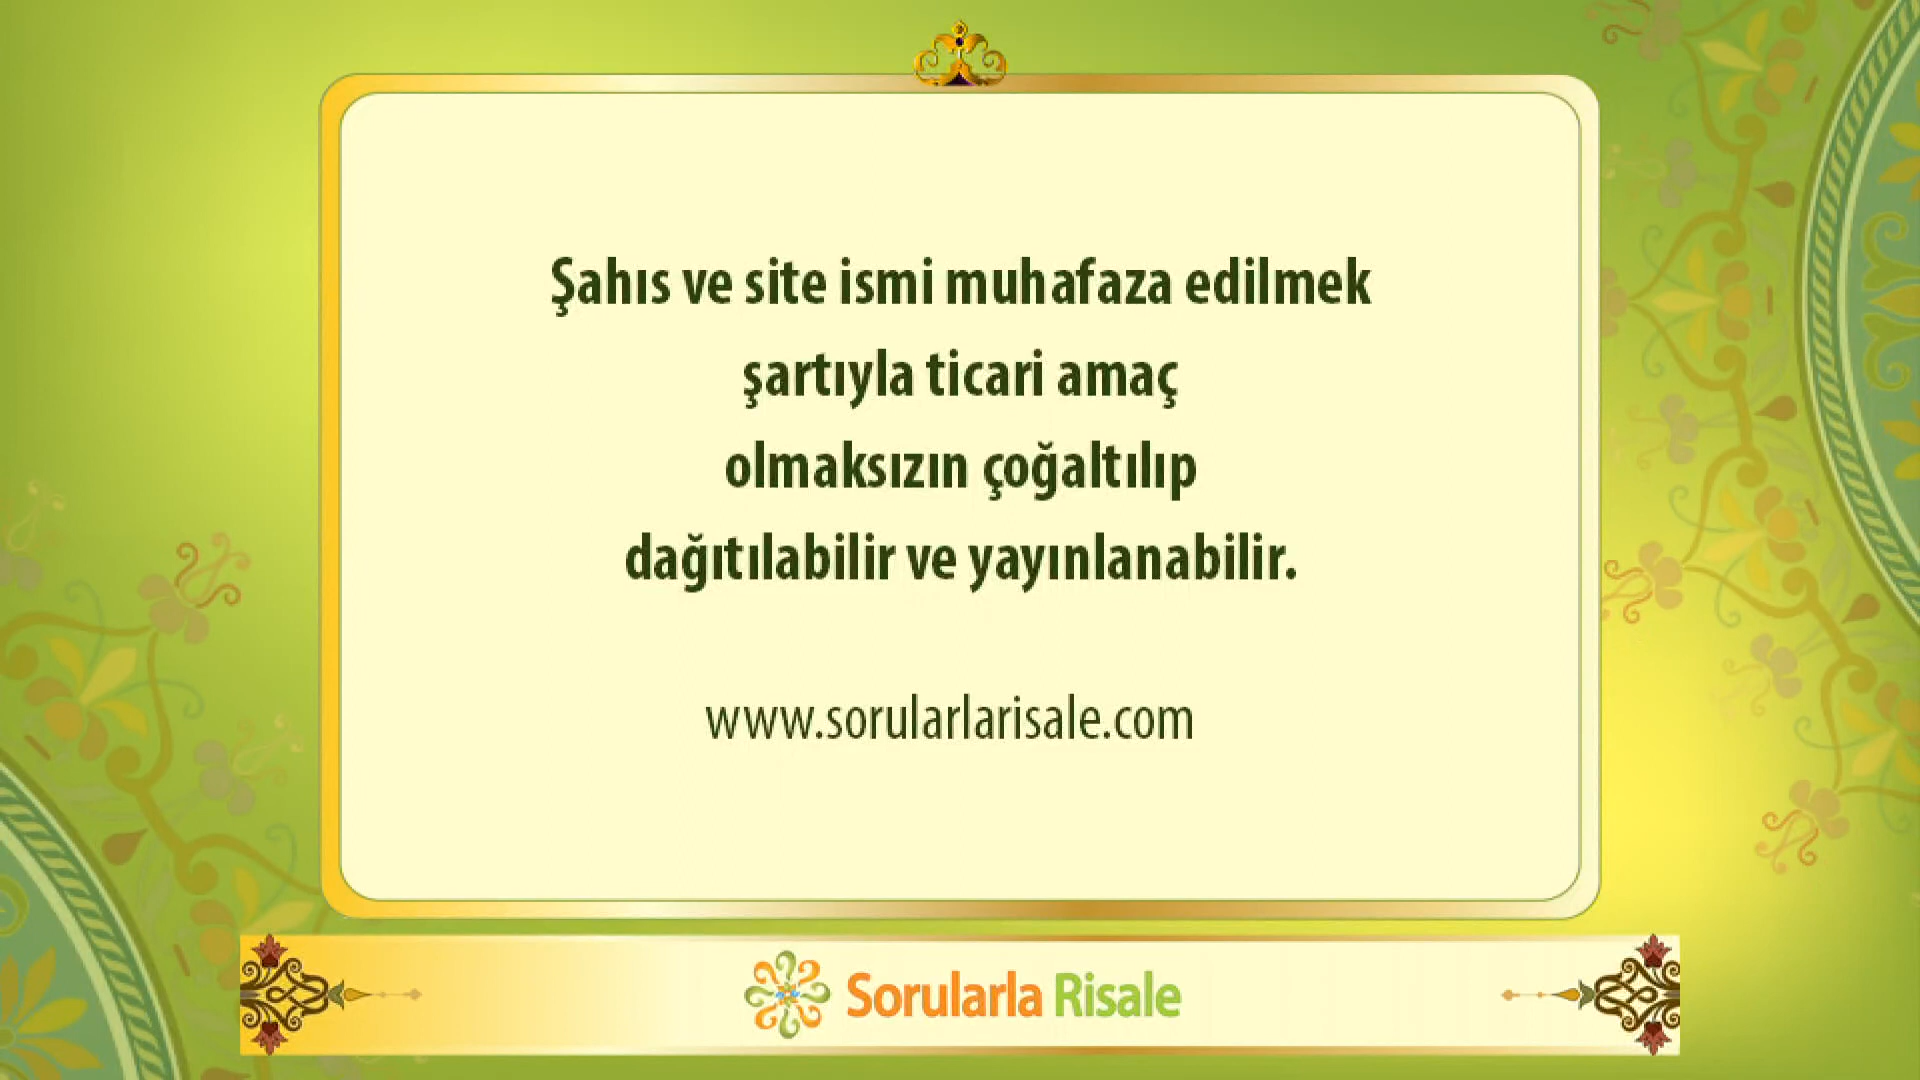 Şahıs ve site ismi muhafaza edilmek
şartıyla ticari amaç
olmaksızın çoğaltılıp
dağıtılabilir ve yayınlanabilir.
www.sorularlarisale.com
Sorularla Risale